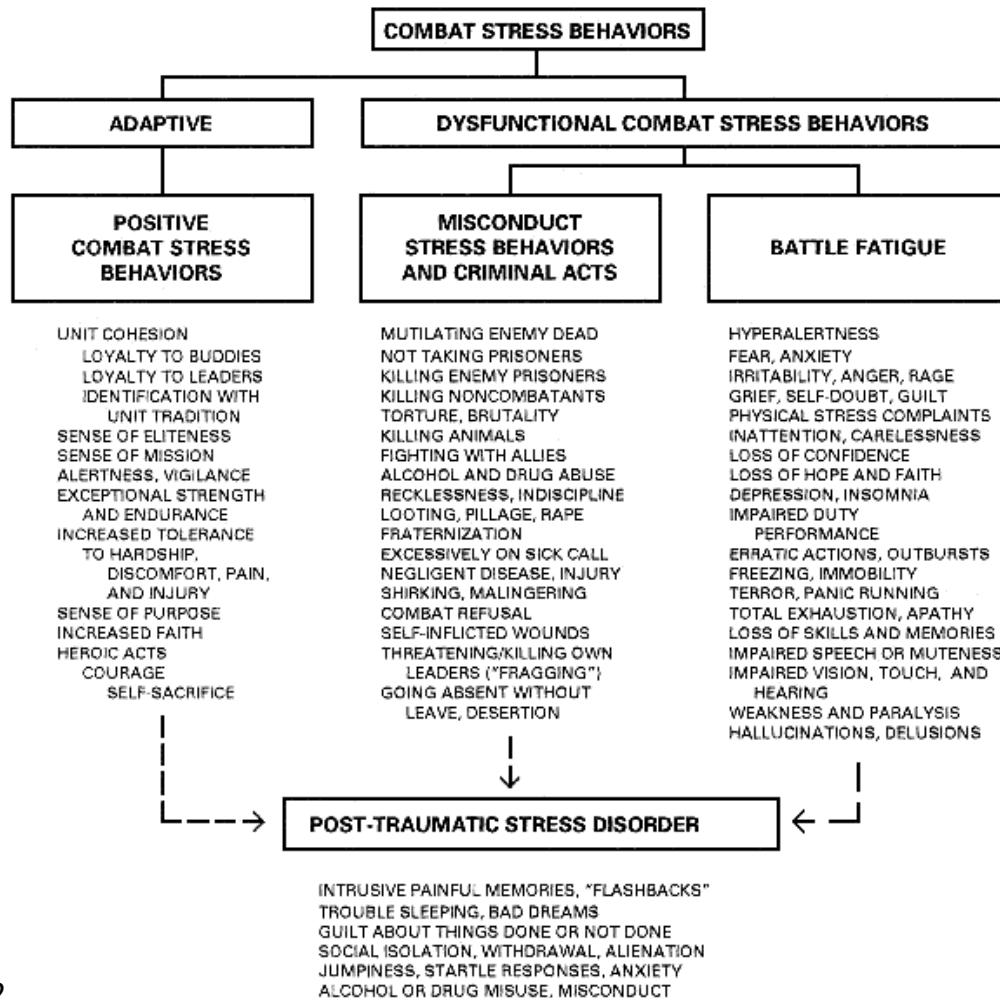 COMBAT STRESS BEHAVIORS
ADAPTIVE
DYSFUNCTIONAL COMBAT STRESS BEHAVIORS
POSITIVE
COMBAT STRESS
BEHAVIORS
MISCONDUCT
STRESS BEHAVIORS
AND CRIMINAL ACTS
BATTLE FATIGUE
UNIT COHESION
LOYALTY TO BUDDIES
LOYALTY TO LEADERS
IDENTIFICATION WITH
UNIT TRADITION
SENSE OF ELITENESS
SENSE OF MISSION
ALERTNESS, VIGILANCE
EXCEPTIONAL STRENGTH
AND ENDURANCE
INCREASED TOLERANCE
TO HARDSHIP,
DISCOMFORT, PAIN,
AND INJURY
SENSE OF PURPOSE
INCREASED FAITH
HEROIC ACTS
COURAGE
SELF-SACRIFICE
MUTILATING ENEMY DEAD
NOT TAKING PRISONERS
KILLING ENEMY PRISONERS
KILLING NONCOMBATANTS
TORTURE, BRUTALITY
KILLING ANIMALS
FIGHTING WITH ALLIES
ALCOHOL AND DRUG ABUSE
RECKLESSNESS, INDISCIPLINE
LOOTING, PILLAGE, RAPE
FRATERNIZATION
EXCESSIVELY ON SICK CALL
NEGLIGENT DISEASE, INJURY
SHIRKING, MALINGERING
COMBAT REFUSAL
SELF-INFLICTED WOUNDS
THREATENING/KILLING OWN
LEADERS ("FRAGGING")
GOING ABSENT WITHOUT
LEAVE, DESERTION
HYPERALERTNESS
FEAR, ANXIETY
IRRITABILITY, ANGER, RAGE
GRIEF, SELF-DOUBT, GUILT
PHYSICAL STRESS COMPLAINTS
INATTENTION, CARELESSNESS
LOSS OF CONFIDENCE
LOSS OF HOPE AND FAITH
DEPRESSION, INSOMNIA
IMPAIRED DUTY
PERFORMANCE
ERRATIC ACTIONS, OUTBURSTS
FREEZING, IMMOBILITY
TERROR, PANIC RUNNING
TOTAL EXHAUSTION, APATHY
LOSS OF SKILLS AND MEMORIES
IMPAIRED SPEECH OR MUTENESS
IMPAIRED VISION, TOUCH, AND
HEARING
WEAKNESS AND PARALYSIS
HALLUCINATIONS, DELUSIONS
POST-TRAUMATIC STRESS DISORDER
INTRUSIVE PAINFUL MEMORIES, "FLASHBACKS"
TROUBLE SLEEPING, BAD DREAMS
GUILT ABOUT THINGS DONE OR NOT DONE
SOCIAL ISOLATION, WITHDRAWAL, ALIENATION
JUMPINESS, STARTLE RESPONSES, ANXIETY
ALCOHOL OR DRUG MISUSE, MISCONDUCT